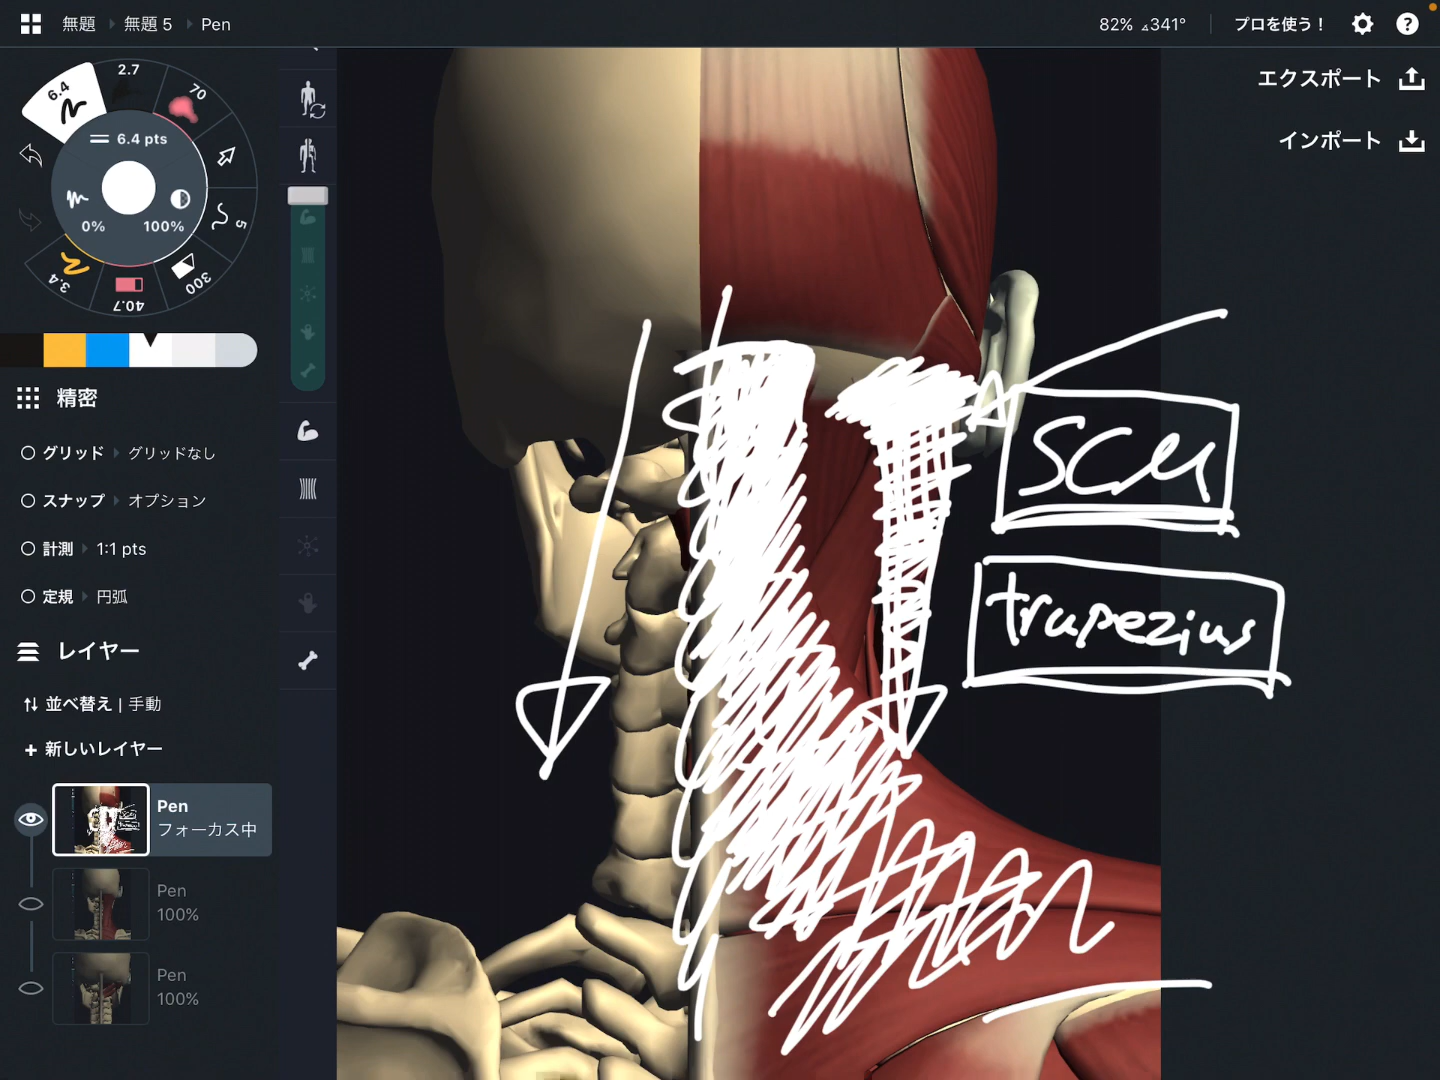 無題 無題 5 Pen
82% 341° プロを使う!
エクスポート
インポート
2.7
6.4
70
6.4 pts
0% 100%
5
3.4
40.7
300
精密
グリッド グリッドなし
スナップ オプション
計測 1:1 pts
定規 円弧
レイヤー
並べ替え | 手動
+ 新しいレイヤー
Pen
フォーカス中
Pen
100%
Pen
100%
SCM
trapezius